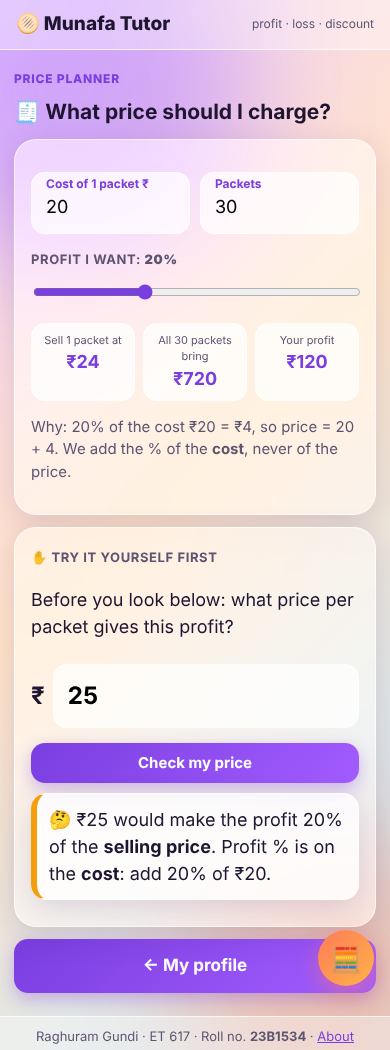 Munafa Tutor
profit · loss · discount
PRICE PLANNER
🧾 What price should I charge?
Cost of 1 packet ₹
20
Packets
30
PROFIT I WANT: 20%
Sell 1 packet at
₹24
All 30 packets
bring
₹720
Your profit
₹120
Why: 20% of the cost ₹20 = ₹4, so price = 20
+ 4. We add the % of the cost, never of the
price.
✋ TRY IT YOURSELF FIRST
Before you look below: what price per
packet gives this profit?
₹ 25
Check my price
🤔 ₹25 would make the profit 20%
of the selling price. Profit % is on
the cost: add 20% of ₹20.
← My profile
Raghuram Gundi · ET 617 · Roll no. 23B1534 · About